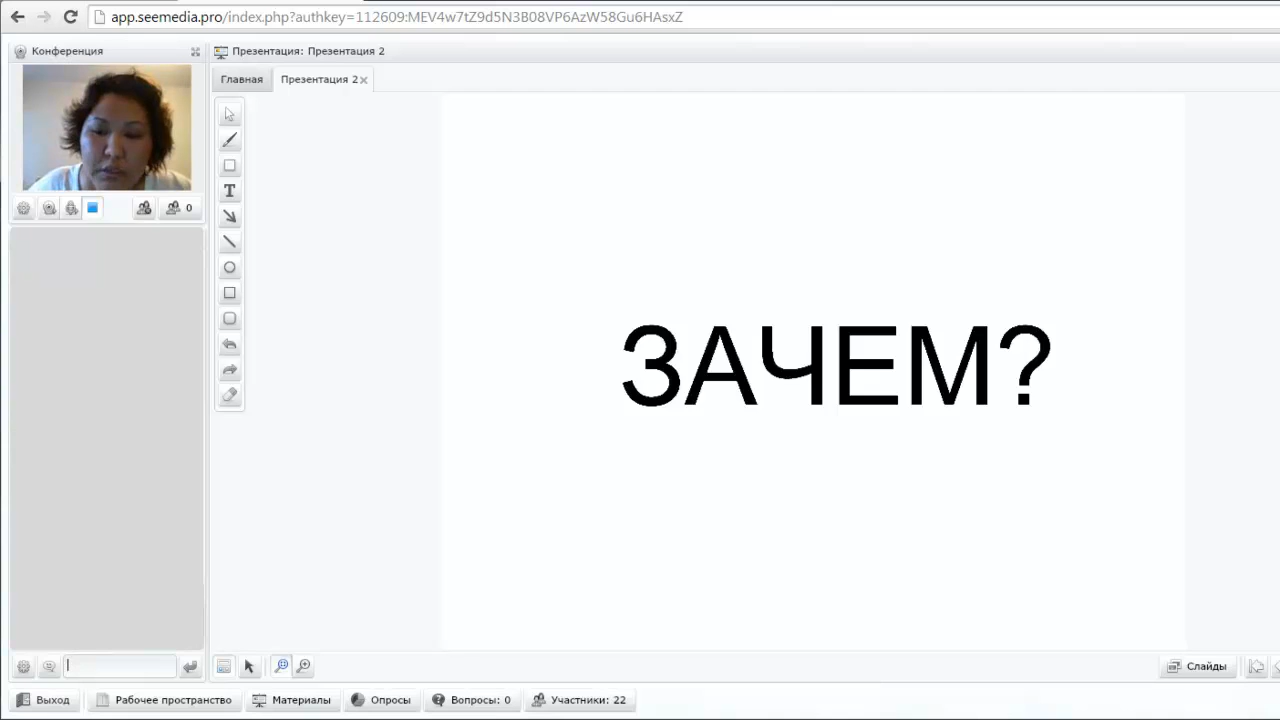 app.seemedia.pro/index.php?authkey=112609:MEV4w7tZ9d5N3B08VP6AzW58Gu6HAsxZ
Конференция
Презентация: Презентация 2
Главная
Презентация 2
T
0
ЗАЧЕМ?
Слайды
Выход
Рабочее пространство
Материалы
Опросы
Вопросы: 0
Участники: 22